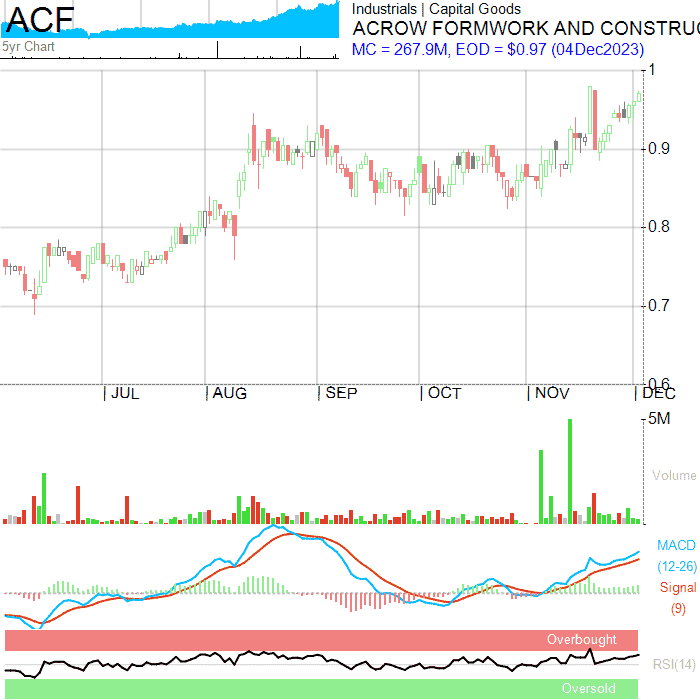 ACF
5yr Chart
Industrials | Capital Goods
ACROW FORMWORK AND CONSTRUC
MC = 267.9M, EOD = $0.97 (04Dec2023)
1
0.9
0.8
0.7
0.6
| JUL | AUG | SEP | OCT | NOV | DEC
5M
Volume
MACD
(12-26)
Signal
(9)
Overbought
RSI(14)
Oversold